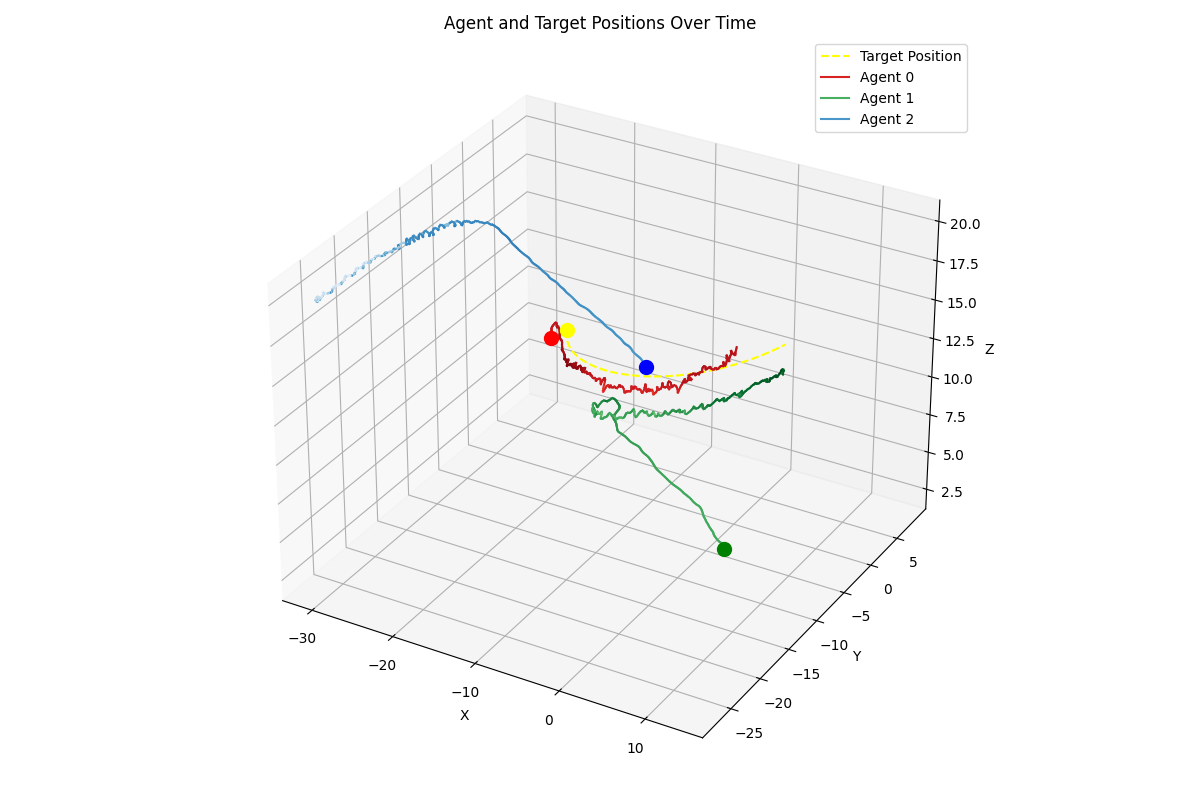 Agent and Target Positions Over Time
Target Position
Agent 0
Agent 1
Agent 2
20.0
17.5
15.0
12.5
10.0
7.5
5.0
2.5
Z
5
0
−5
−10
−15
−20
−25
Y
−30
−20
−10
0
10
X